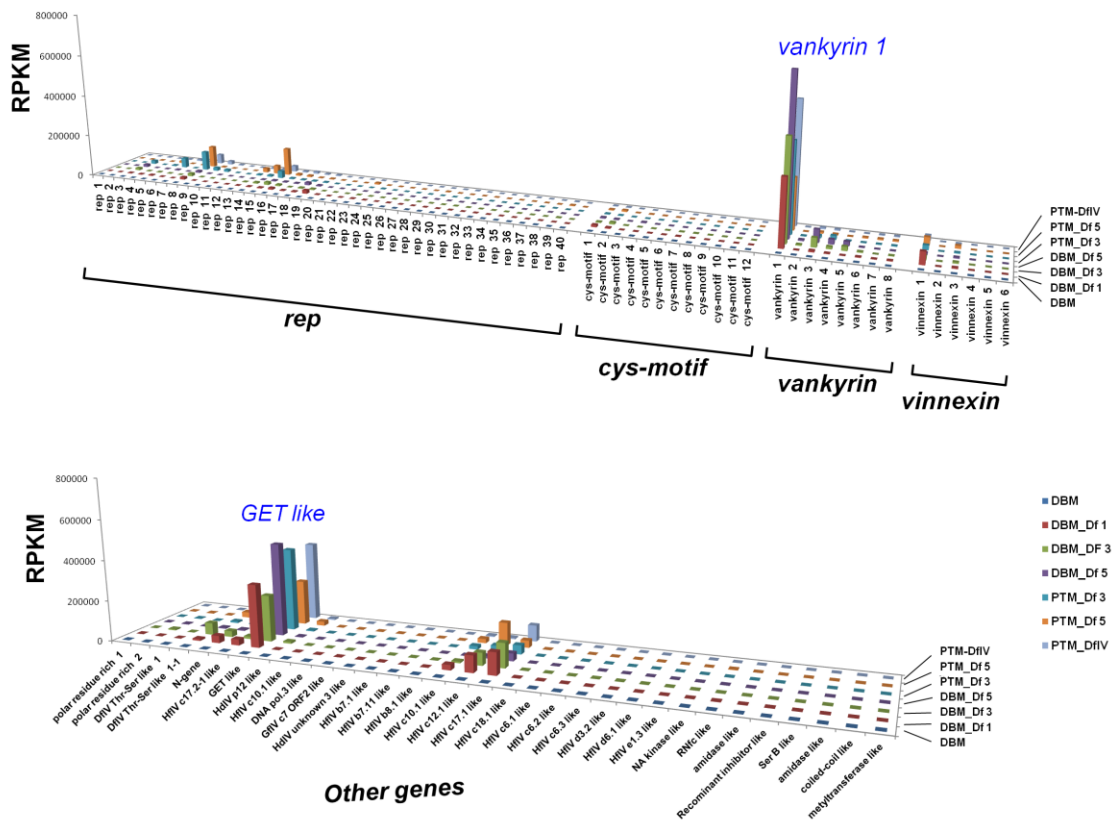 800000
600000
400000
200000
0
RPKM
vankyrin 1
rep 1
rep 2
rep 3
rep 4
rep 5
rep 6
rep 7
rep 8
rep 9
rep 10
rep 11
rep 12
rep 13
rep 14
rep 15
rep 16
rep 17
rep 18
rep 19
rep 20
rep 21
rep 22
rep 23
rep 24
rep 25
rep 26
rep 27
rep 28
rep 29
rep 30
rep 31
rep 32
rep 33
rep 34
rep 35
rep 36
rep 37
rep 38
rep 39
rep 40
cys-motif 1
cys-motif 2
cys-motif 3
cys-motif 4
cys-motif 5
cys-motif 6
cys-motif 7
cys-motif 8
cys-motif 9
cys-motif 10
cys-motif 11
cys-motif 12
vankyrin 1
vankyrin 2
vankyrin 3
vankyrin 4
vankyrin 5
vankyrin 6
vankyrin 7
vankyrin 8
vinnexin 1
vinnexin 2
vinnexin 3
vinnexin 4
vinnexin 5
vinnexin 6
PTM-DfIV
PTM_Df 5
PTM_Df 3
DBM_Df 5
DBM_Df 3
DBM_Df 1
DBM
rep
cys-motif
vankyrin
vinnexin
800000
600000
400000
200000
0
RPKM
GET like
polar residue rich 1
polar residue rich 2
DfIV Thr-Ser like 1
DfIV Thr-Ser like 1-1
N-gene
HfIV c17.2-1 like
GET like
HdIV p12 like
HfIV c10.1 like
DNA pol.3 like
GfIV c7 ORF2 like
HdIV unknown 3 like
HfIV b7.1 like
HfIV b7-11 like
HfIV b8.1 like
HfIV c10.1 like
HfIV c12.1 like
HfIV c17.1 like
HfIV c18.1 like
HfIV c6.1 like
HfIV c6.2 like
HfIV c6.3 like
HfIV d3.2 like
HfIV d6.1 like
HfIV e1.3 like
NA kinase like
RNfc like
amidase like
Recominant inhibitor like
Ser B like
amidase like
coiled-coil like
metyltransferase like
PTM-DfIV
PTM_Df 5
PTM_Df 3
DBM_Df 5
DBM_Df 3
DBM_Df 1
DBM
Other genes
DBM
DBM_Df 1
DBM_DF 3
DBM_Df 5
PTM_Df 3
PTM_Df 5
PTM_DfIV